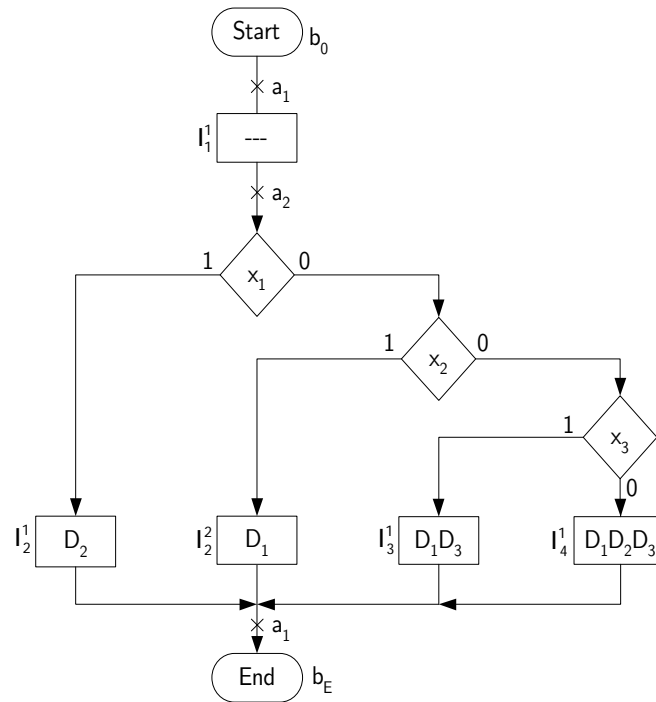 Start b₀
a₁
I₁¹ ---
a₂
1 x₁ 0
1 x₂ 0
1 x₃
0
I₂¹ D₂ I₂² D₁ I₃¹ D₁D₃ I₄¹ D₁D₂D₃
a₁
End b_E